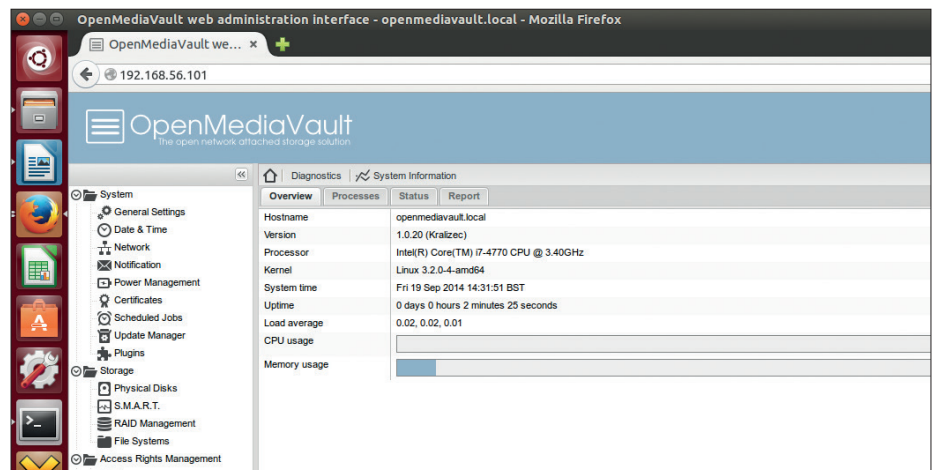 OpenMediaVault web administration interface - openmediavault.local - Mozilla Firefox
OpenMediaVault we...
192.168.56.101
OpenMediaVault
The open network attached storage solution
Diagnostics
System Information
System
General Settings
Date & Time
Network
Notification
Power Management
Certificates
Scheduled Jobs
Update Manager
Plugins
Storage
Physical Disks
S.M.A.R.T.
RAID Management
File Systems
Access Rights Management
Overview Processes Status Report
Hostname openmediavault.local
Version 1.0.20 (Kralizec)
Processor Intel(R) Core(TM) i7-4770 CPU @ 3.40GHz
Kernel Linux 3.2.0-4-amd64
System time Fri 19 Sep 2014 14:31:51 BST
Uptime 0 days 0 hours 2 minutes 25 seconds
Load average 0.02, 0.02, 0.01
CPU usage
Memory usage